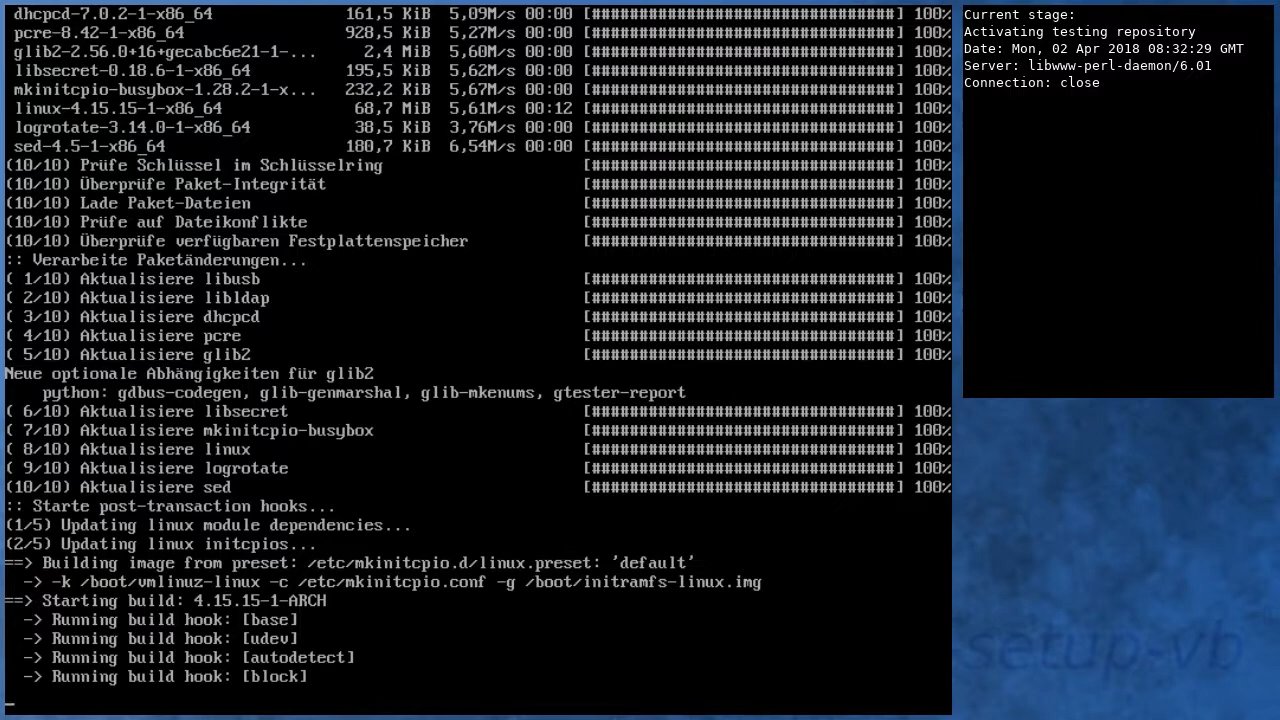 dhcpcd-7.0.2-1-x86_64 161,5 KiB 5,09M/s 00:00 [################################] 100%
pcre-8.42-1-x86_64 928,5 KiB 5,27M/s 00:00 [################################] 100%
glib2-2.56.0+16+gecabc6e21-1-... 2,4 MiB 5,60M/s 00:00 [################################] 100%
libsecret-0.18.6-1-x86_64 195,5 KiB 5,62M/s 00:00 [################################] 100%
mkinitcpio-busybox-1.28.2-1-x... 232,2 KiB 5,67M/s 00:00 [################################] 100%
linux-4.15.15-1-x86_64 68,7 MiB 5,61M/s 00:12 [################################] 100%
logrotate-3.14.0-1-x86_64 38,5 KiB 3,76M/s 00:00 [################################] 100%
sed-4.5-1-x86_64 180,7 KiB 6,54M/s 00:00 [################################] 100%
(10/10) Prüfe Schlüssel im Schlüsselring [################################] 100%
(10/10) Überprüfe Paket-Integrität [################################] 100%
(10/10) Lade Paket-Dateien [################################] 100%
(10/10) Prüfe auf Dateikonflikte [################################] 100%
(10/10) Überprüfe verfügbaren Festplattenspeicher [################################] 100%
:: Verarbeite Paketänderungen...
( 1/10) Aktualisiere libusb [################################] 100%
( 2/10) Aktualisiere libldap [################################] 100%
( 3/10) Aktualisiere dhcpcd [################################] 100%
( 4/10) Aktualisiere pcre [################################] 100%
( 5/10) Aktualisiere glib2 [################################] 100%
Neue optionale Abhängigkeiten für glib2
python: gdbus-codegen, glib-genmarshal, glib-mkenums, gtester-report
( 6/10) Aktualisiere libsecret [################################] 100%
( 7/10) Aktualisiere mkinitcpio-busybox [################################] 100%
( 8/10) Aktualisiere linux [################################] 100%
( 9/10) Aktualisiere logrotate [################################] 100%
(10/10) Aktualisiere sed [################################] 100%
:: Starte post-transaction hooks...
(1/5) Updating linux module dependencies...
(2/5) Updating linux initcpios...
==> Building image from preset: /etc/mkinitcpio.d/linux.preset: 'default'
-> -k /boot/vmlinuz-linux -c /etc/mkinitcpio.conf -g /boot/initramfs-linux.img
==> Starting build: 4.15.15-1-ARCH
-> Running build hook: [base]
-> Running build hook: [udev]
-> Running build hook: [autodetect]
-> Running build hook: [block]
Current stage:
Activating testing repository
Date: Mon, 02 Apr 2018 08:32:29 GMT
Server: libwww-perl-daemon/6.01
Connection: close
setup-vb